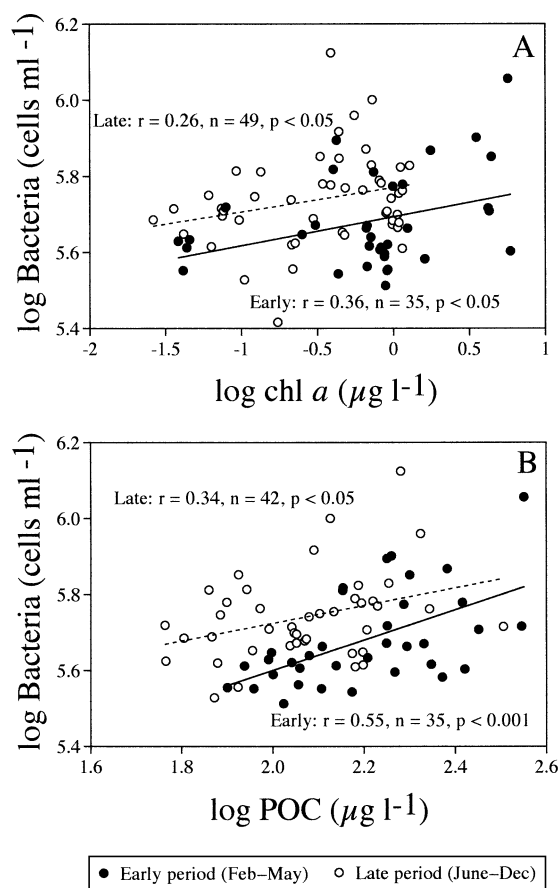 A
log Bacteria (cells ml -1)
6.2
6.0
5.8
5.6
5.4
Late: r = 0.26, n = 49, p < 0.05
Early: r = 0.36, n = 35, p < 0.05
-2 -1.5 -1 -0.5 0 0.5 1
log chl a (µg l-1)
B
log Bacteria (cells ml -1)
6.2
6.0
5.8
5.6
5.4
Late: r = 0.34, n = 42, p < 0.05
Early: r = 0.55, n = 35, p < 0.001
1.6 1.8 2.0 2.2 2.4 2.6
log POC (µg l-1)
Early period (Feb–May) Late period (June–Dec)